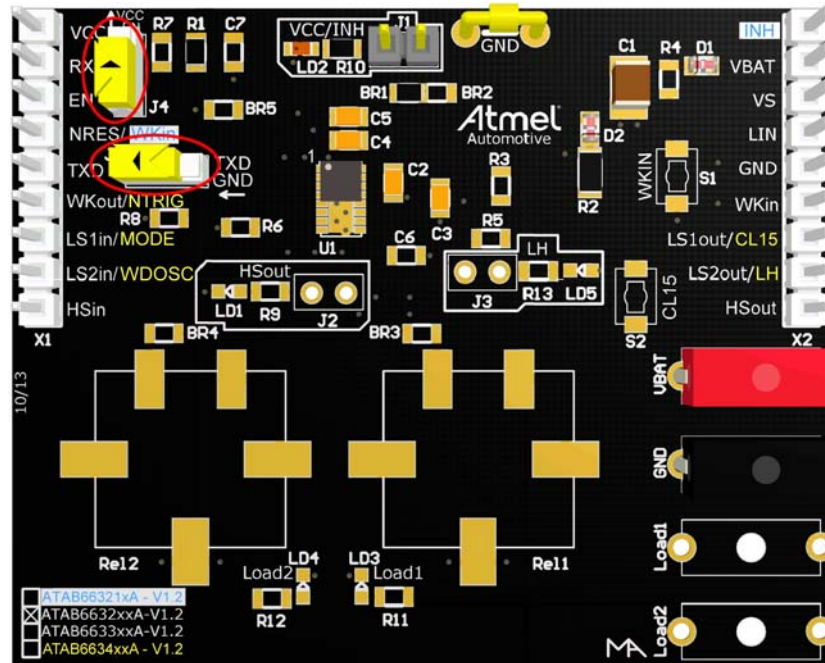 VCC
RX
EN
NRES/WKin
TXD
WKout/NTRIG
LS1in/MODE
LS2in/WDOSC
HSin
X1
VCC
J4
R7
R1
C7
BR5
TXD
GND
R8
R6
VCC/INH
LD2
R10
J1
GND
BR1
BR2
C5
C4
1
U1
C2
C3
C6
Atmel
Automotive
R3
R5
C1
R4
D1
D2
R2
WKIN
S1
INH
VBAT
VS
LIN
GND
WKin
LS1out/CL15
LS2out/LH
HSout
X2
HSout
LD1
R9
J2
LH
J3
R13
LD5
CL15
S2
BR4
BR3
10/13
Rel2
Rel1
VBAT
GND
Load1
Load2
Load2
LD4
R12
LD3
Load1
R11
ATAB66321xA - V1.2
ATAB6632xxA-V1.2
ATAB6633xxA-V1.2
ATAB6634xxA - V1.2
MA